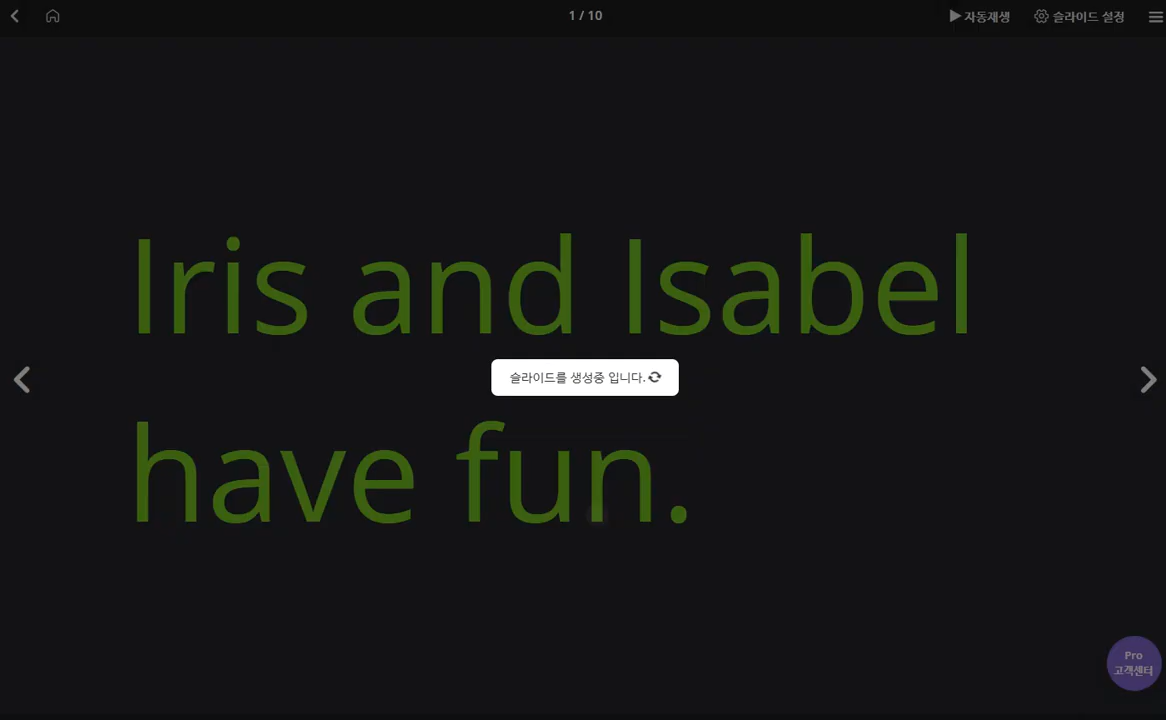 1 / 10
자동재생
슬라이드 설정
Iris and Isabel
슬라이드를 생성중 입니다.
have fun.
Pro
고객센터